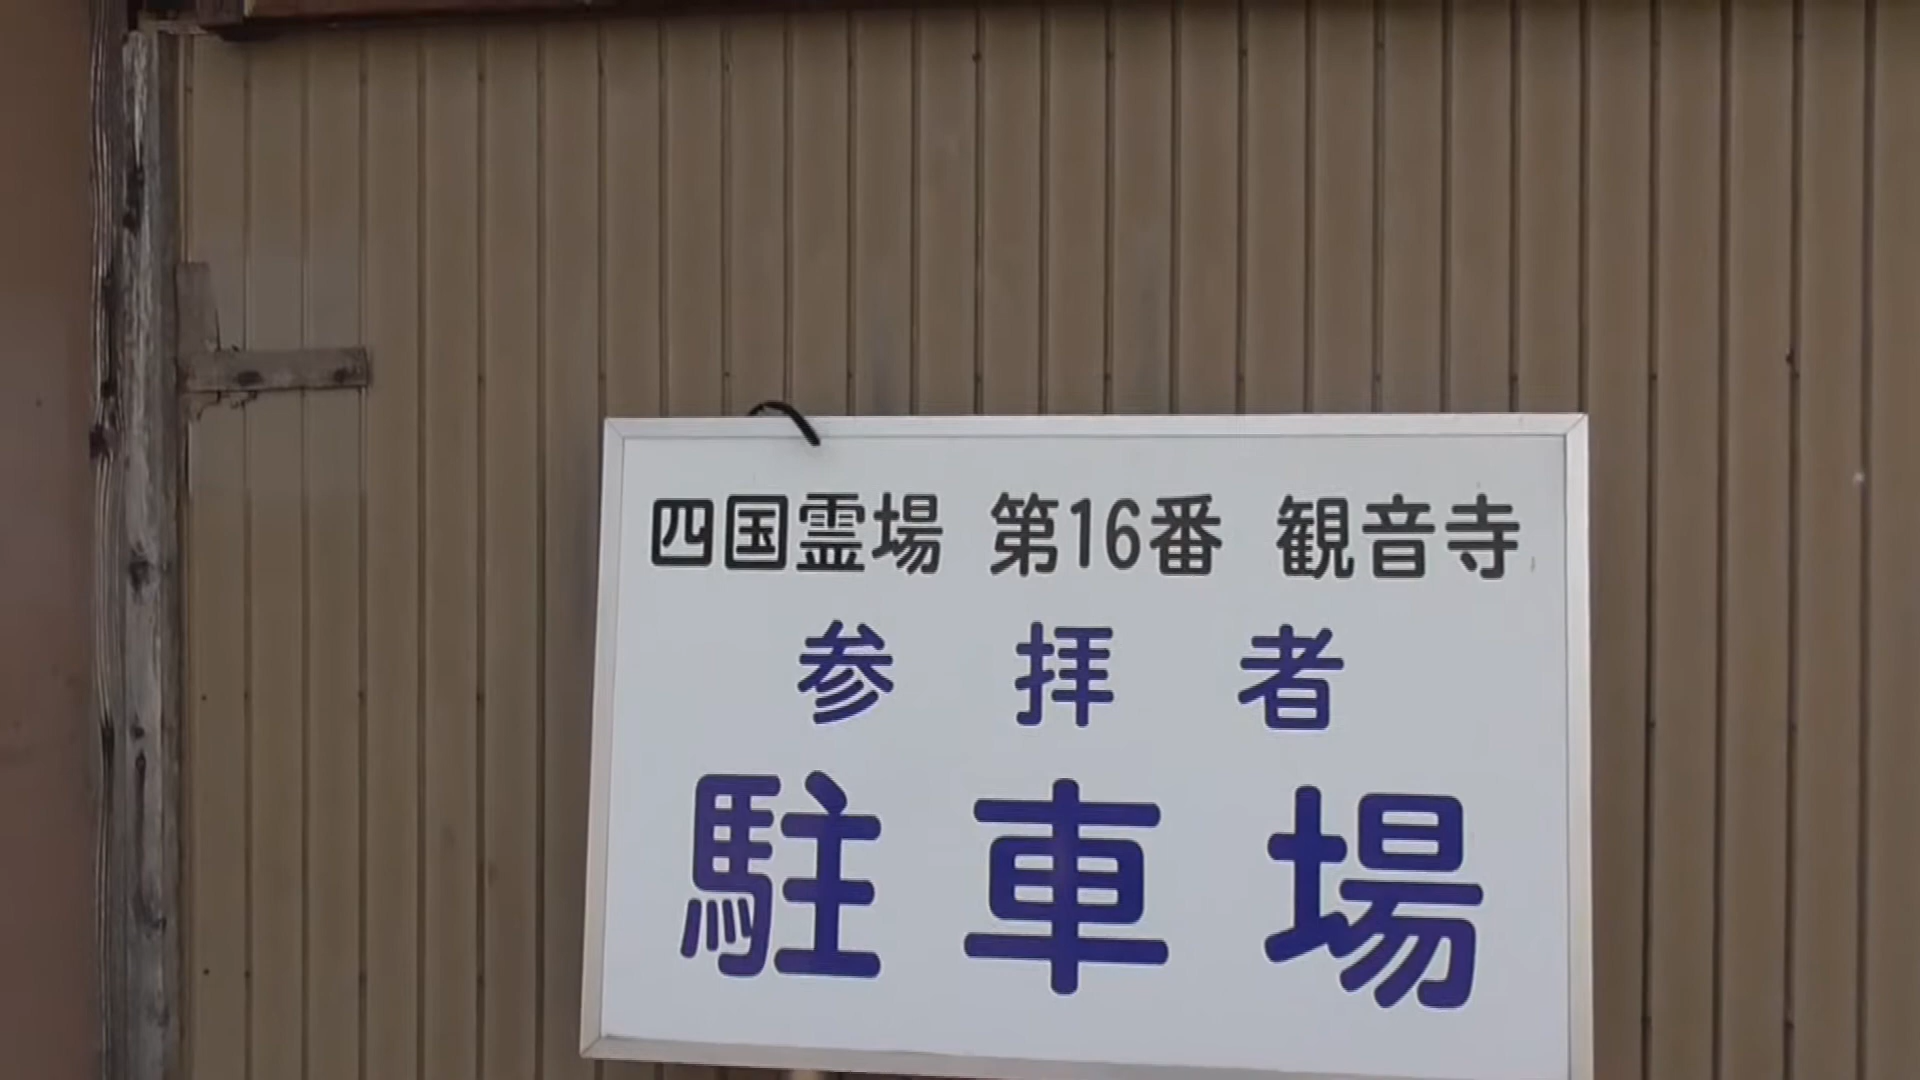 四国霊場 第16番 観音寺
参拝者
駐車場